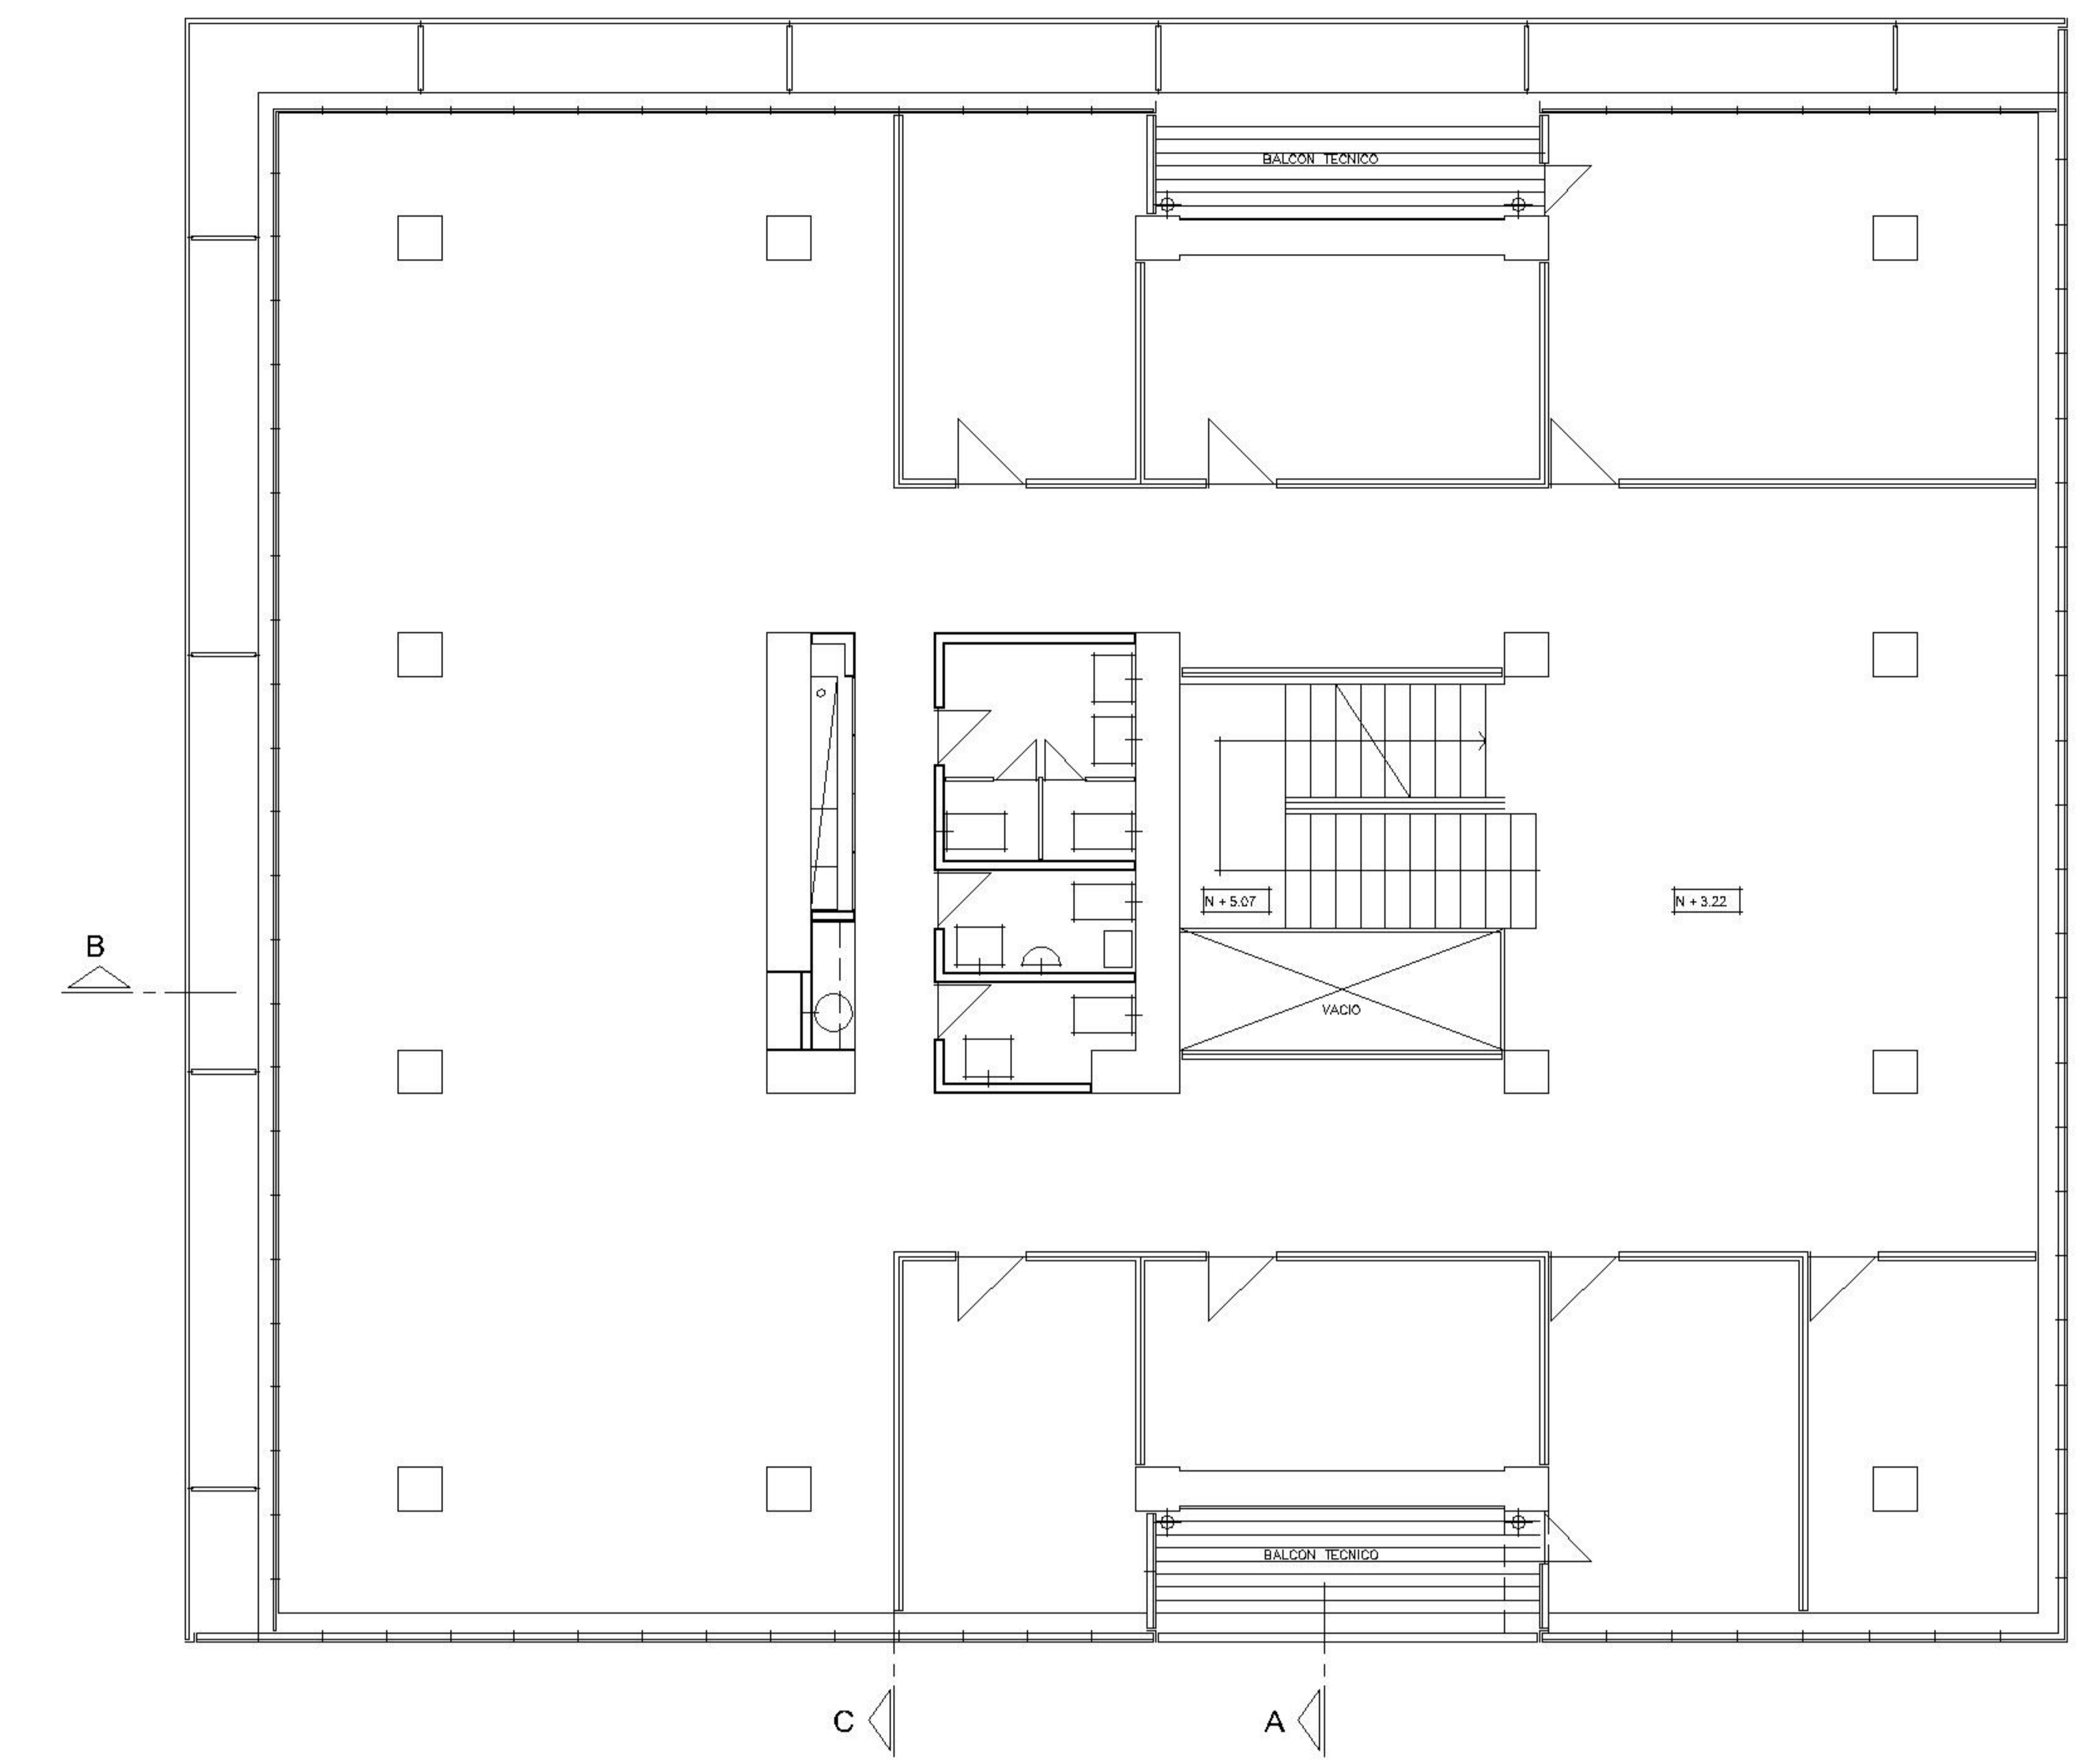 BALCON TECNICO
N + 5.07
N + 3.22
B
VACIO
BALCON TECNICO
C
A